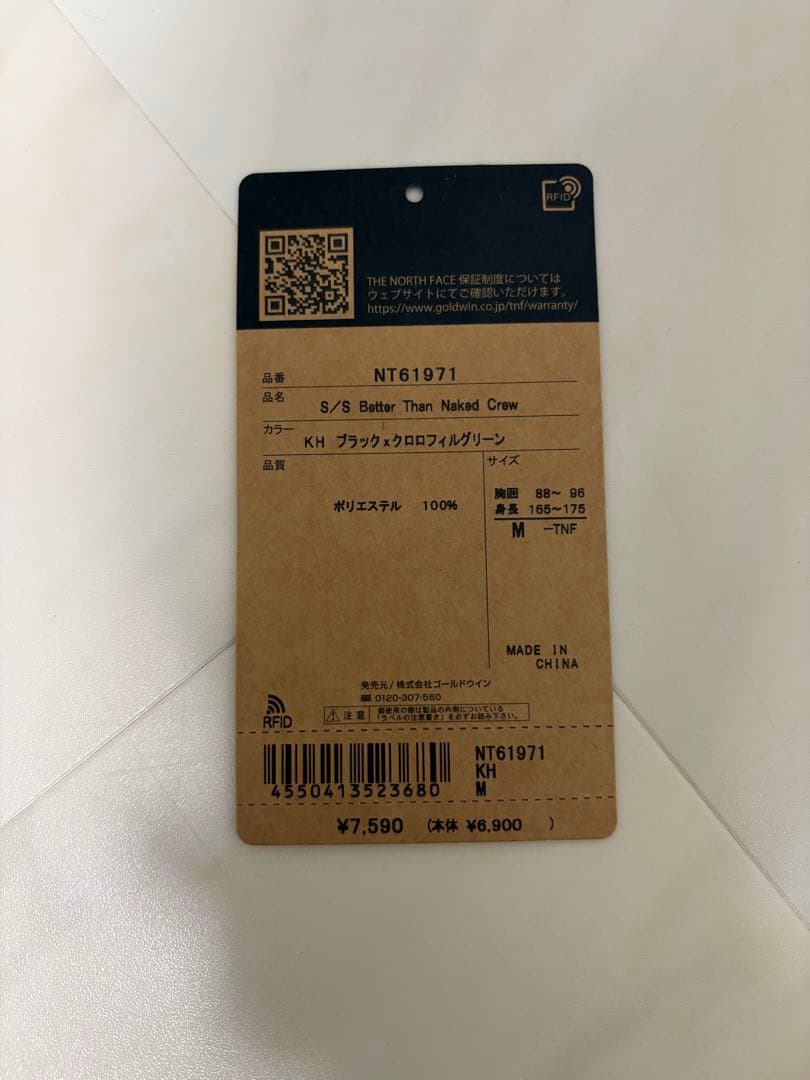 RFID
THE NORTH FACE 保証制度については
ウェブサイトにてご確認いただけます。
https://www.goldwin.co.jp/tnf/warranty/
品番 NT61971
品名
S/S Better Than Naked Crew
カラー
KH ブラック×クロロフィルグリーン
品質
ポリエステル 100%
サイズ
胸囲 88~ 96
身長 165~175
M -TNF
MADE IN
CHINA
発売元/株式会社ゴールドウイン
0120-307-560
RFID
注意
御使用の際は製品の内側についている
「ラベルの注意書き」を必ずお読み下さい。
4550413523680
NT61971
KH
M
¥7,590 (本体 ¥6,900 )